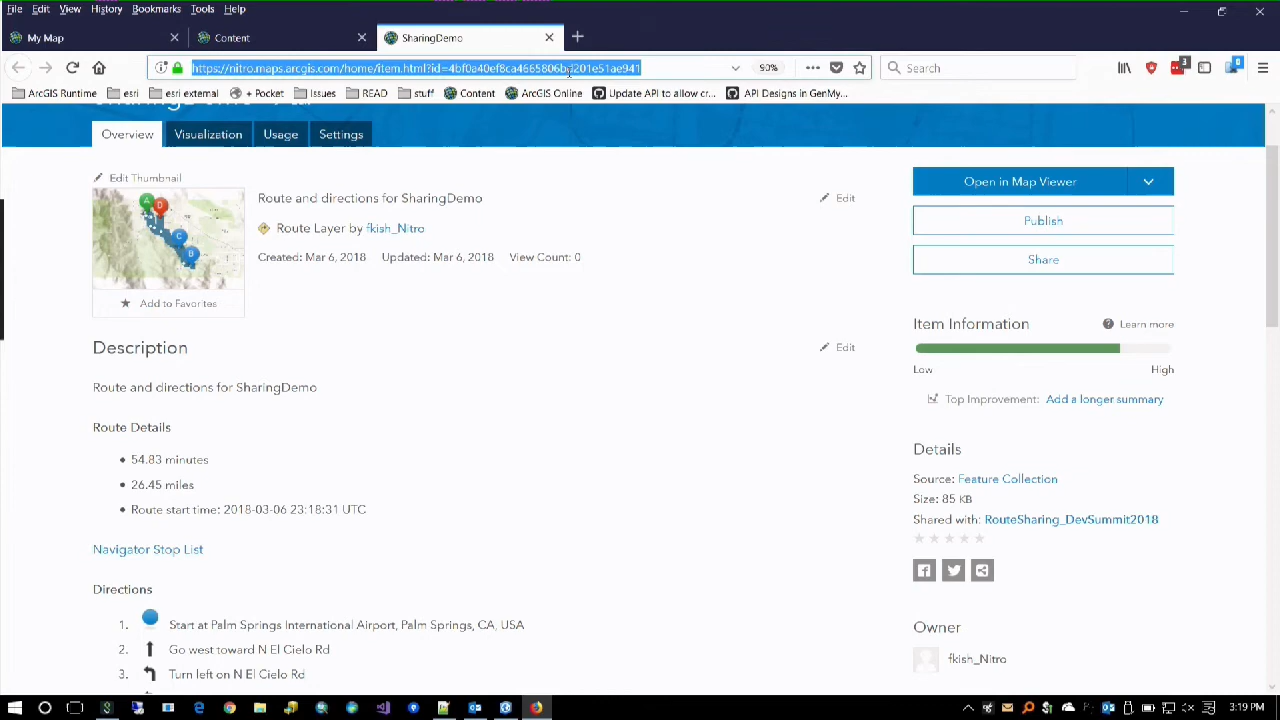 File Edit View History Bookmarks Tools Help
My Map
Content
SharingDemo
https://nitro.maps.arcgis.com/home/item.html?id=4bf0a40ef8ca4665806bd201e51ae941
90%
Search
3
0
ArcGIS Runtime
esri
esri external
+ Pocket
Issues
READ
stuff
Content
ArcGIS Online
Update API to allow cr...
API Designs in GenMy...
Overview
Visualization
Usage
Settings
Edit Thumbnail
A
D
C
B
Add to Favorites
Route and directions for SharingDemo
Edit
Route Layer by fkish_Nitro
Created: Mar 6, 2018 Updated: Mar 6, 2018 View Count: 0
Description
Edit
Route and directions for SharingDemo
Route Details
54.83 minutes
26.45 miles
Route start time: 2018-03-06 23:18:31 UTC
Navigator Stop List
Directions
1. Start at Palm Springs International Airport, Palm Springs, CA, USA
2. Go west toward N El Cielo Rd
3. Turn left on N El Cielo Rd
Open in Map Viewer
Publish
Share
Item Information
Learn more
Low
High
Top Improvement: Add a longer summary
Details
Source: Feature Collection
Size: 85 KB
Shared with: RouteSharing_DevSummit2018
Owner
fkish_Nitro
3:19 PM